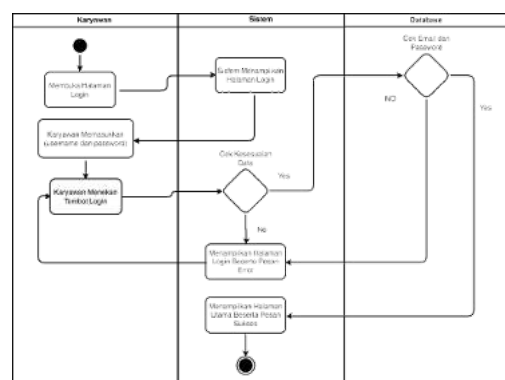 Karyawan
Sistem
Database
Membuka Halaman
Login
Sistem Menampilkan
Halaman Login
Cek Email dan
Password
Karyawan Memasukkan
(username dan password)
Cek Kesesuaian
Data
Yes
NO
Yes
Karyawan Menekan
Tombol Login
No
Menampilkan Halaman
Login Beserta Pesan
Error
Menampilkan Halaman
Utama Beserta Pesan
Sukses